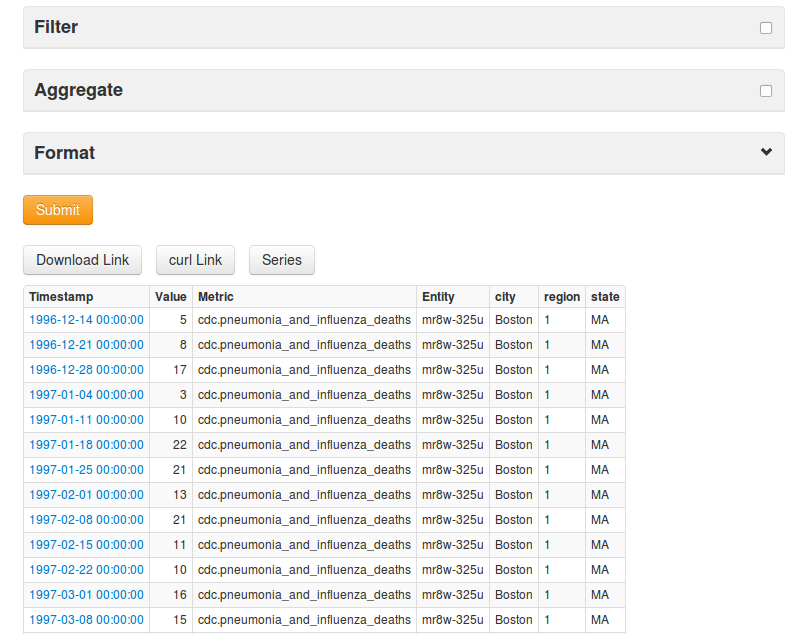 Filter
Aggregate
Format
Submit
Download Link curl Link Series
Timestamp Value Metric Entity city region state
1996-12-14 00:00:00 5 cdc.pneumonia_and_influenza_deaths mr8w-325u Boston 1 MA
1996-12-21 00:00:00 8 cdc.pneumonia_and_influenza_deaths mr8w-325u Boston 1 MA
1996-12-28 00:00:00 17 cdc.pneumonia_and_influenza_deaths mr8w-325u Boston 1 MA
1997-01-04 00:00:00 3 cdc.pneumonia_and_influenza_deaths mr8w-325u Boston 1 MA
1997-01-11 00:00:00 10 cdc.pneumonia_and_influenza_deaths mr8w-325u Boston 1 MA
1997-01-18 00:00:00 22 cdc.pneumonia_and_influenza_deaths mr8w-325u Boston 1 MA
1997-01-25 00:00:00 21 cdc.pneumonia_and_influenza_deaths mr8w-325u Boston 1 MA
1997-02-01 00:00:00 13 cdc.pneumonia_and_influenza_deaths mr8w-325u Boston 1 MA
1997-02-08 00:00:00 21 cdc.pneumonia_and_influenza_deaths mr8w-325u Boston 1 MA
1997-02-15 00:00:00 11 cdc.pneumonia_and_influenza_deaths mr8w-325u Boston 1 MA
1997-02-22 00:00:00 10 cdc.pneumonia_and_influenza_deaths mr8w-325u Boston 1 MA
1997-03-01 00:00:00 16 cdc.pneumonia_and_influenza_deaths mr8w-325u Boston 1 MA
1997-03-08 00:00:00 15 cdc.pneumonia_and_influenza_deaths mr8w-325u Boston 1 MA